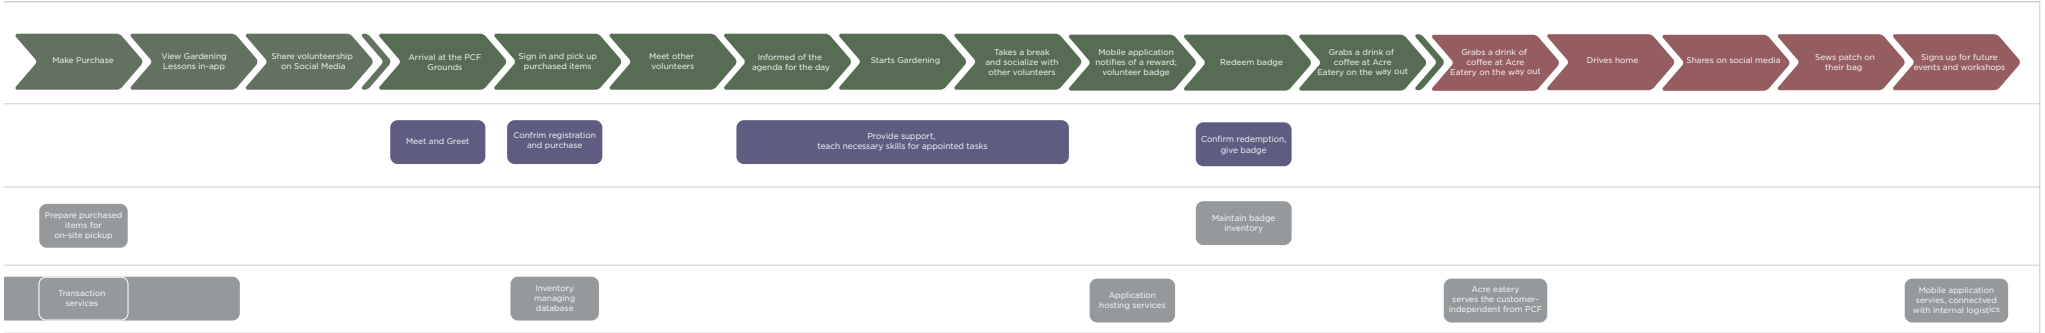 Make Purchase
View Gardening
Lessons in-app
Share volunteership
on Social Media
Arrival at the PCF
Grounds
Sign in and pick up
purchased items
Meet other
volunteers
Informed of the
agenda for the day
Starts Gardening
Takes a break
and socialize with
other volunteers
Mobile application
notifies of a reward;
volunteer badge
Redeem badge
Grabs a drink of
coffee at Acre
Eatery on the way out
Grabs a drink of
coffee at Acre
Eatery on the way out
Drives home
Shares on social media
Sews patch on
their bag
Signs up for future
events and workshops
Meet and Greet
Confrim registration
and purchase
Provide support,
teach necessary skills for appointed tasks
Confirm redemption,
give badge
Prepare purchased
items for
on-site pickup
Maintain badge
inventory
Transaction
services
Inventory
managing
database
Application
hosting services
Acre eatery
serves the customer-
independent from PCF
Mobile application
servies, connectved
with internal logistics